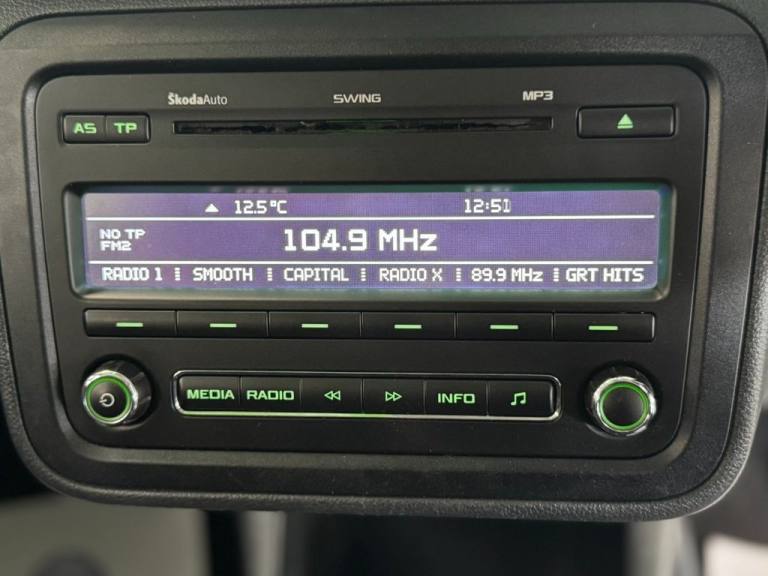 ŠkodaAuto SWING MP3
AS TP
12.5°C 12:51
NO TP
FM2
104.9 MHz
RADIO 1 SMOOTH CAPITAL RADIO X 89.9 MHz GRT HITS
MEDIA RADIO INFO